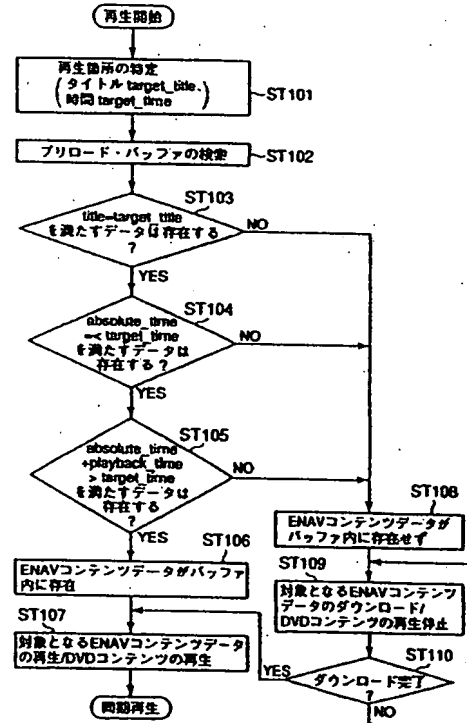 再生開始
再生箇所の特定
(タイトル target_title、
時間 target_time)
ST101
プリロード・バッファの検索
ST102
ST103
title=target_title
を満たすデータは存在する
?
NO
YES
ST104
absolute_time
=< target_time
を満たすデータは
存在する ?
NO
YES
ST105
absolute_time
+playback_time
> target_time
を満たすデータは
存在する
?
NO
YES
ST106
ENAVコンテンツデータがバッファ
内に存在
ST107
対象となるENAVコンテンツデータ
の再生/DVDコンテンツの再生
同期再生
ST108
ENAVコンテンツデータが
バッファ内に存在せず
ST109
対象となるENAVコンテンツ
データのダウンロード/
DVDコンテンツの再生停止
ST110
ダウンロード完了
?
YES
NO